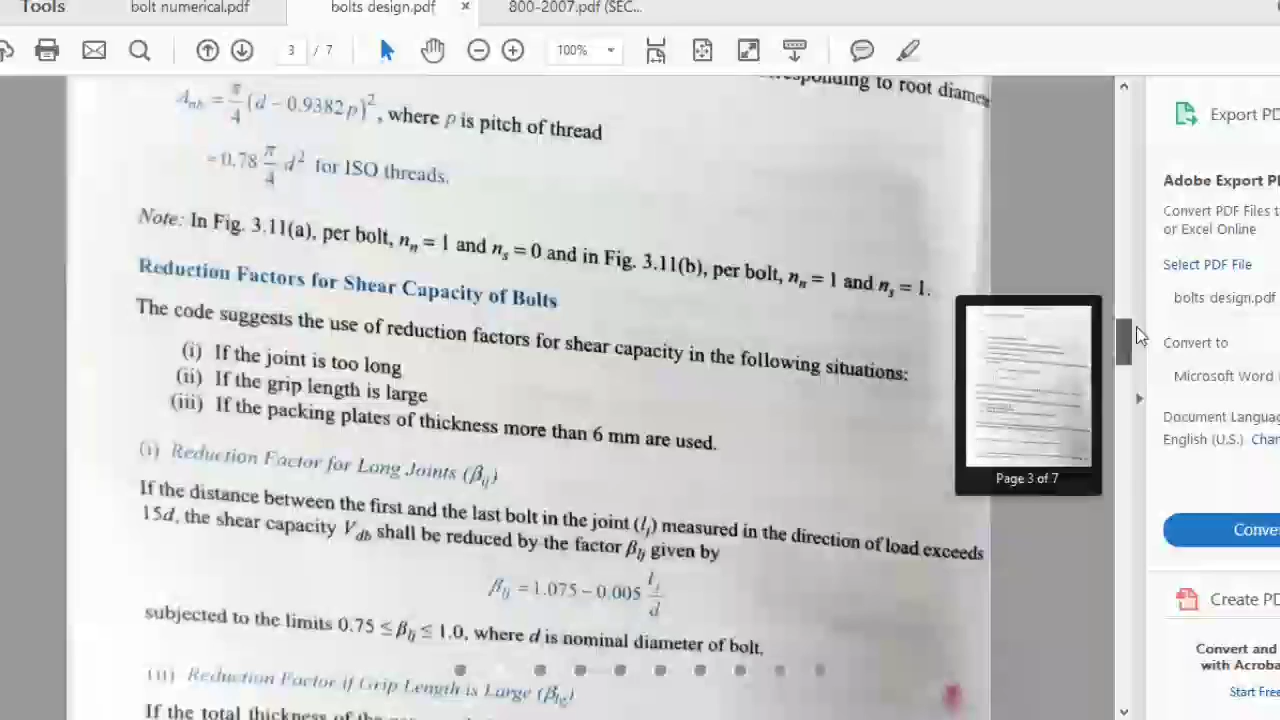 Tools bolt numerical.pdf bolts design.pdf × 800-2007.pdf (SEC...
3 / 7 100%
responding to root diame
A_nb = π/4 (d − 0.9382 p)², where p is pitch of thread
= 0.78 π/4 d² for ISO threads.
Note: In Fig. 3.11(a), per bolt, n_n = 1 and n_s = 0 and in Fig. 3.11(b), per bolt, n_n = 1 and n_s = 1.
Reduction Factors for Shear Capacity of Bolts
The code suggests the use of reduction factors for shear capacity in the following situations:
(i) If the joint is too long
(ii) If the grip length is large
(iii) If the packing plates of thickness more than 6 mm are used.
(i) Reduction Factor for Long Joints (β_lj)
If the distance between the first and the last bolt in the joint (l_j) measured in the direction of load exceeds
15d, the shear capacity V_db shall be reduced by the factor β_lj given by
β_lj = 1.075 − 0.005 l_j/d
subjected to the limits 0.75 ≤ β_lj ≤ 1.0, where d is nominal diameter of bolt.
(ii) Reduction Factor if Grip Length is Large (β_lg)
If the total thickness of the
Page 3 of 7
Export PD
Adobe Export P
Convert PDF Files t
or Excel Online
Select PDF File
bolts design.pdf
Convert to
Microsoft Word
Document Languag
English (U.S.) Chan
Conve
Create PD
Convert and
with Acroba
Start Free